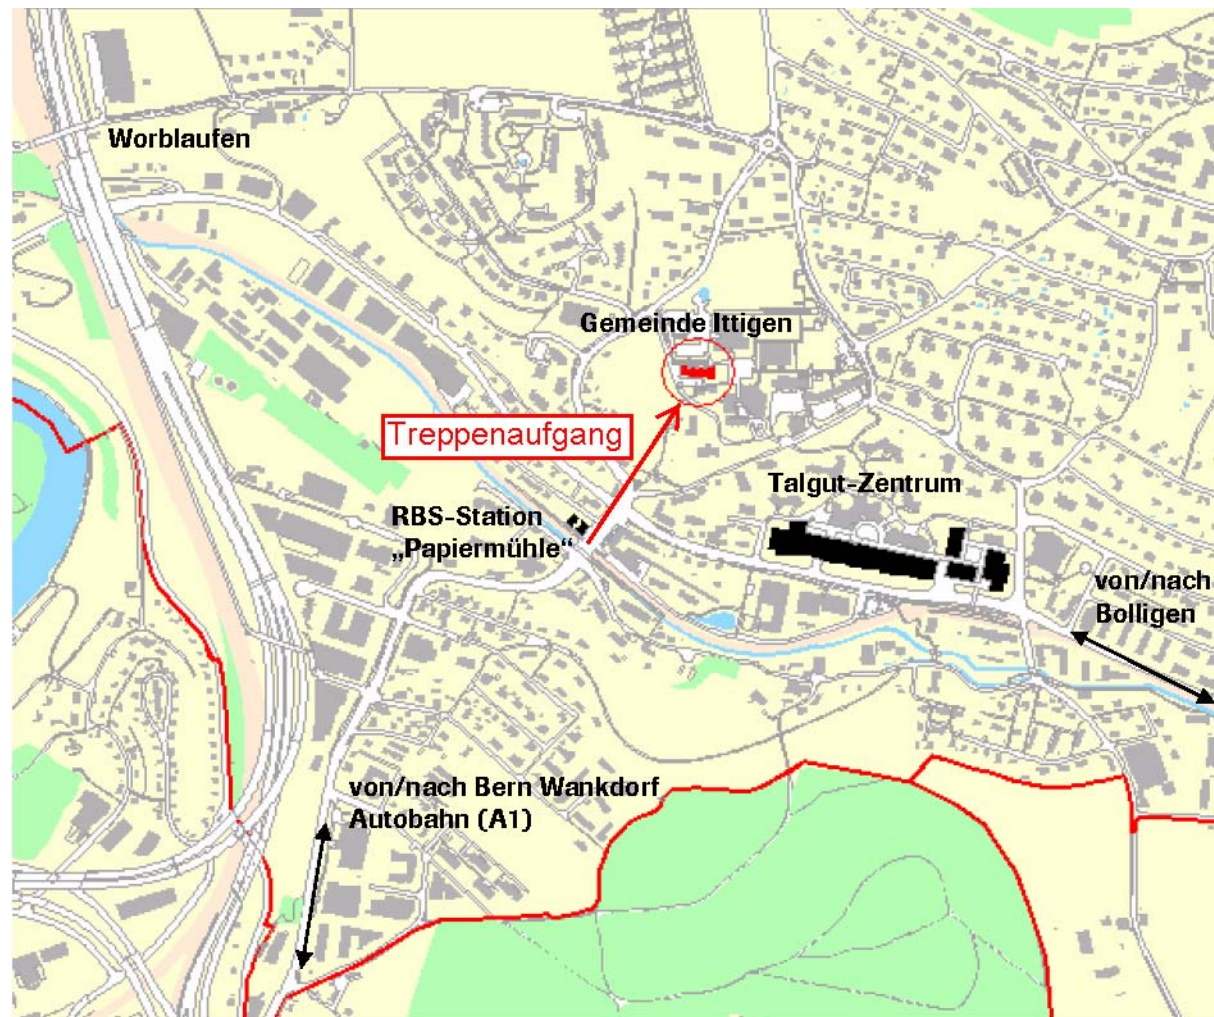 Worblaufen
Gemeinde Ittigen
Treppenaufgang
Talgut-Zentrum
RBS-Station
„Papiermühle“
von/nach
Bolligen
von/nach Bern Wankdorf
Autobahn (A1)